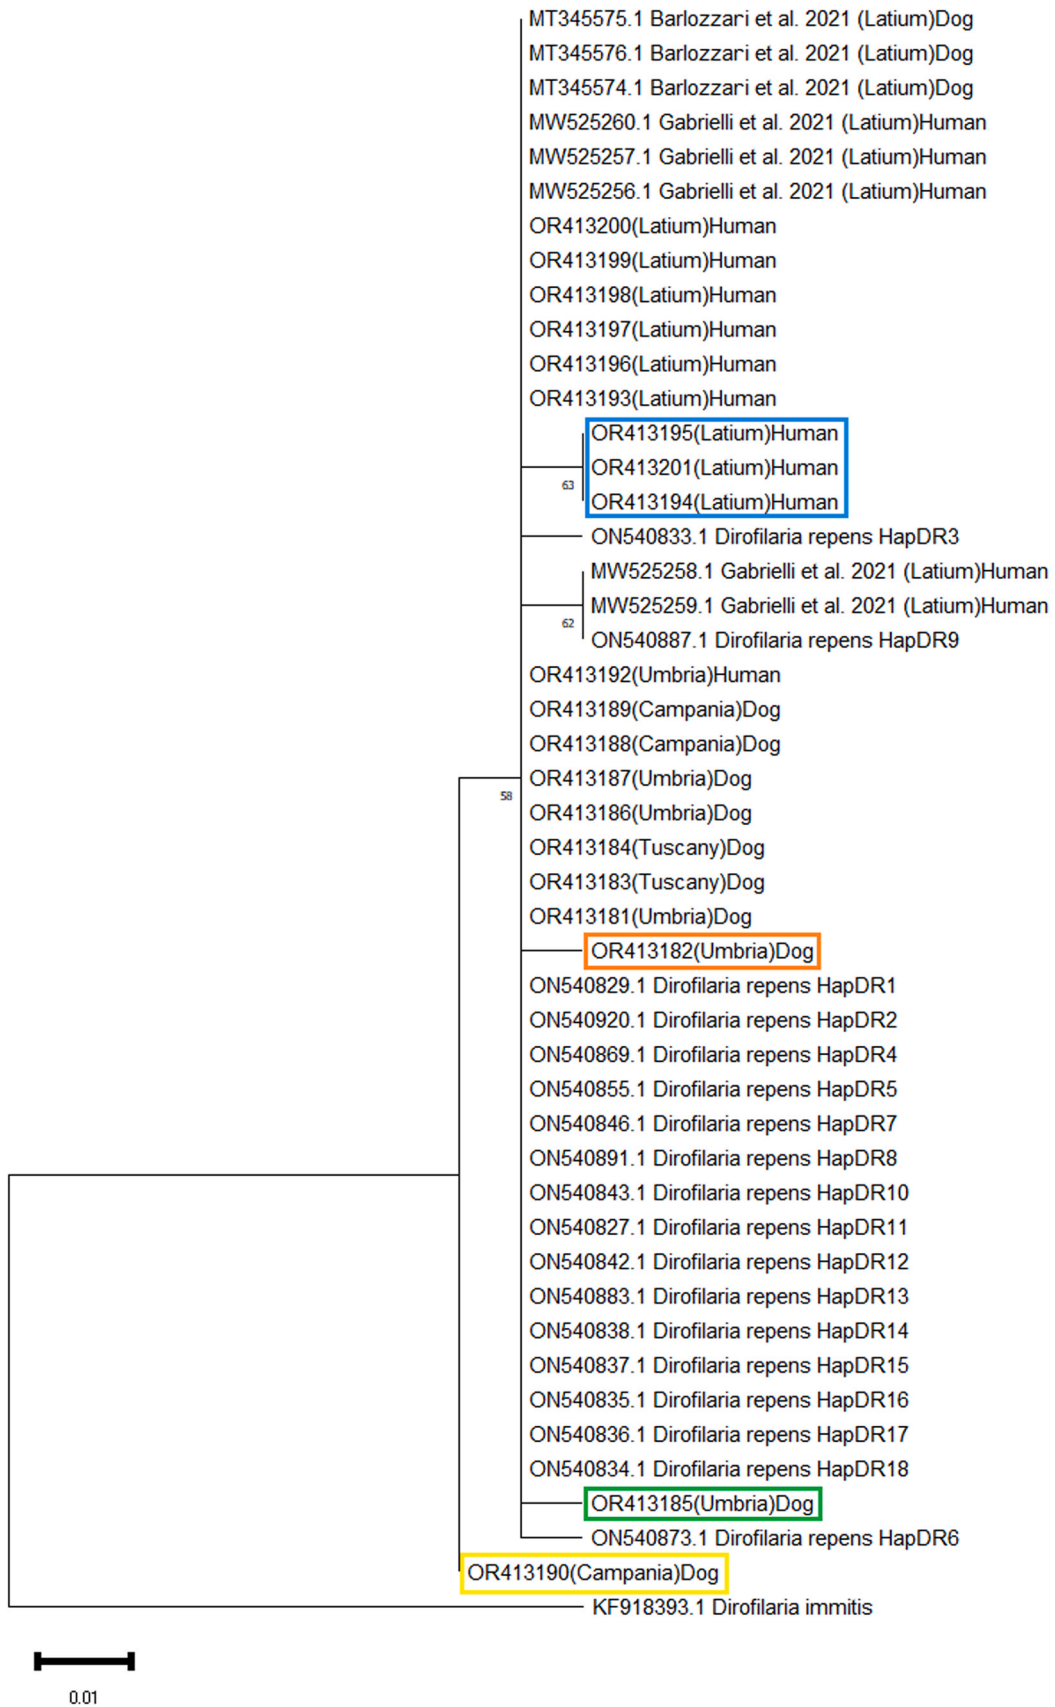 MT345575.1 Barlozzari et al. 2021 (Latium)Dog
MT345576.1 Barlozzari et al. 2021 (Latium)Dog
MT345574.1 Barlozzari et al. 2021 (Latium)Dog
MW525260.1 Gabrielli et al. 2021 (Latium)Human
MW525257.1 Gabrielli et al. 2021 (Latium)Human
MW525256.1 Gabrielli et al. 2021 (Latium)Human
OR413200(Latium)Human
OR413199(Latium)Human
OR413198(Latium)Human
OR413197(Latium)Human
OR413196(Latium)Human
OR413193(Latium)Human
OR413195(Latium)Human
OR413201(Latium)Human
63
OR413194(Latium)Human
ON540833.1 Dirofilaria repens HapDR3
MW525258.1 Gabrielli et al. 2021 (Latium)Human
MW525259.1 Gabrielli et al. 2021 (Latium)Human
62
ON540887.1 Dirofilaria repens HapDR9
OR413192(Umbria)Human
OR413189(Campania)Dog
OR413188(Campania)Dog
OR413187(Umbria)Dog
58
OR413186(Umbria)Dog
OR413184(Tuscany)Dog
OR413183(Tuscany)Dog
OR413181(Umbria)Dog
OR413182(Umbria)Dog
ON540829.1 Dirofilaria repens HapDR1
ON540920.1 Dirofilaria repens HapDR2
ON540869.1 Dirofilaria repens HapDR4
ON540855.1 Dirofilaria repens HapDR5
ON540846.1 Dirofilaria repens HapDR7
ON540891.1 Dirofilaria repens HapDR8
ON540843.1 Dirofilaria repens HapDR10
ON540827.1 Dirofilaria repens HapDR11
ON540842.1 Dirofilaria repens HapDR12
ON540883.1 Dirofilaria repens HapDR13
ON540838.1 Dirofilaria repens HapDR14
ON540837.1 Dirofilaria repens HapDR15
ON540835.1 Dirofilaria repens HapDR16
ON540836.1 Dirofilaria repens HapDR17
ON540834.1 Dirofilaria repens HapDR18
OR413185(Umbria)Dog
ON540873.1 Dirofilaria repens HapDR6
OR413190(Campania)Dog
KF918393.1 Dirofilaria immitis
0.01